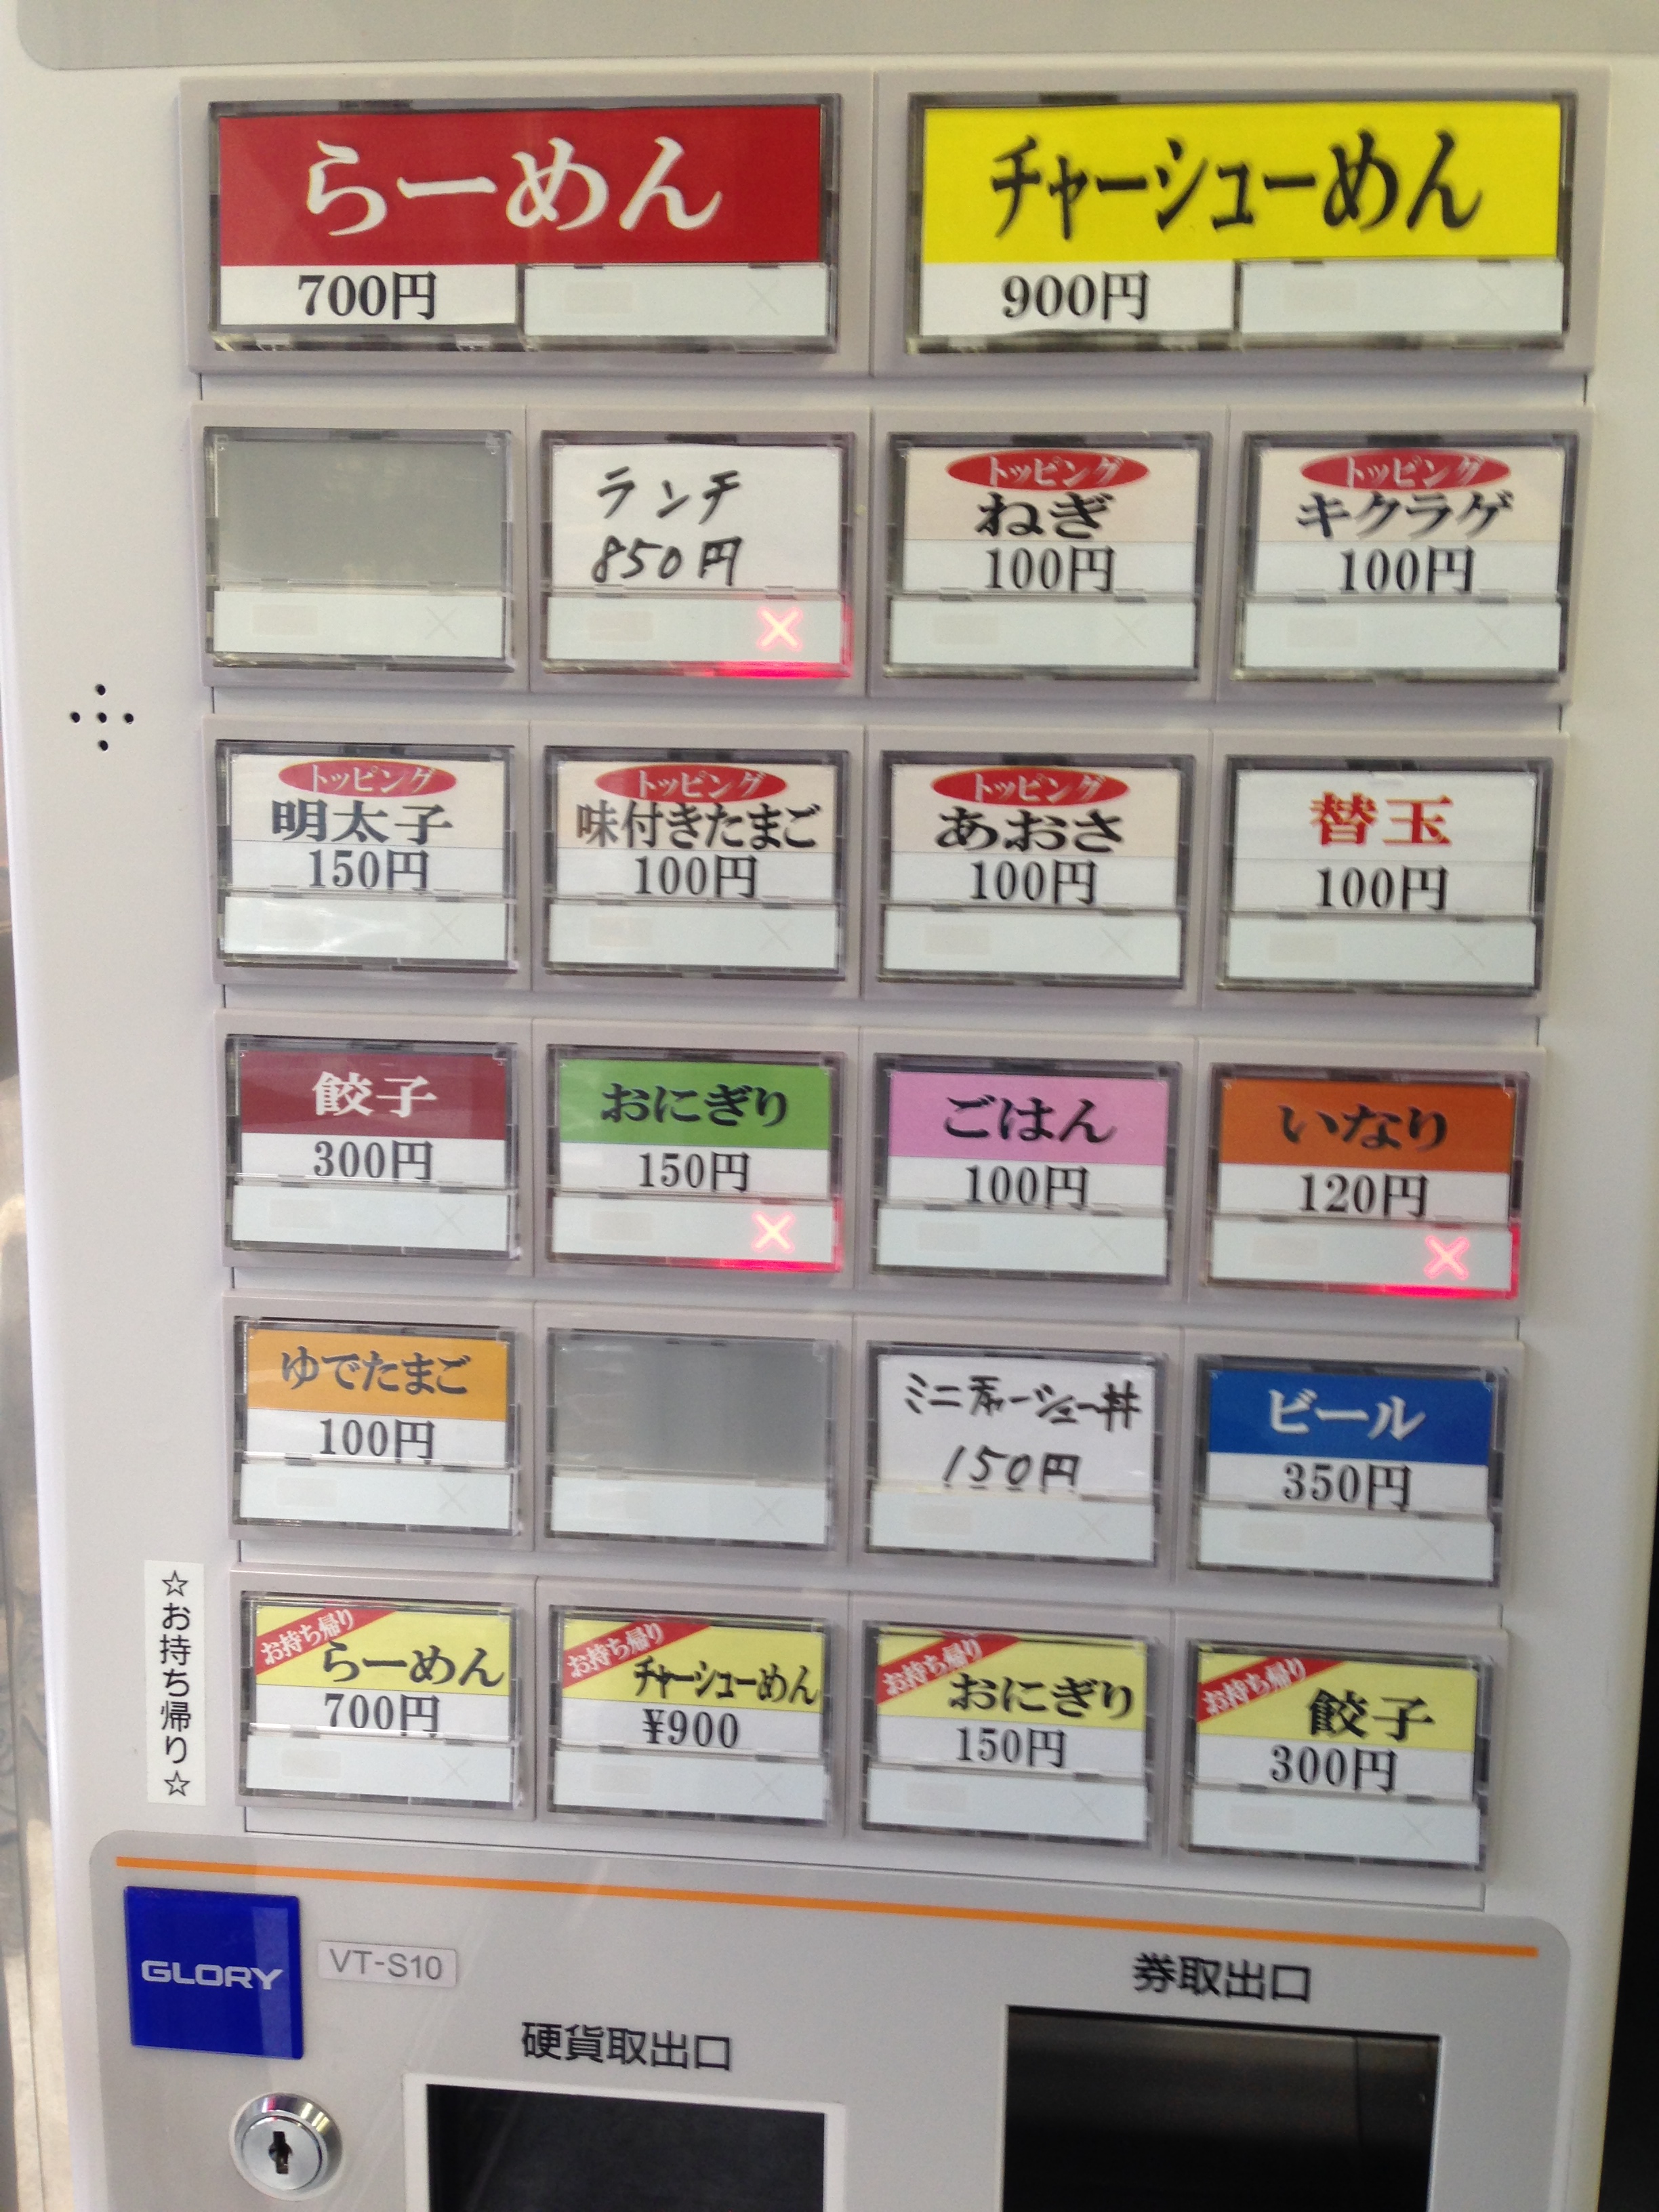 らーめん
700円
チャーシューめん
900円
ランチ
850円
トッピング
ねぎ
100円
トッピング
キクラゲ
100円
トッピング
明太子
150円
トッピング
味付きたまご
100円
トッピング
あおさ
100円
替玉
100円
餃子
300円
おにぎり
150円
ごはん
100円
いなり
120円
ゆでたまご
100円
ミニチャーシュー丼
150円
ビール
350円
☆お持ち帰り☆
お持ち帰り
らーめん
700円
お持ち帰り
チャーシューめん
¥900
お持ち帰り
おにぎり
150円
お持ち帰り
餃子
300円
GLORY
VT-S10
券取出口
硬貨取出口